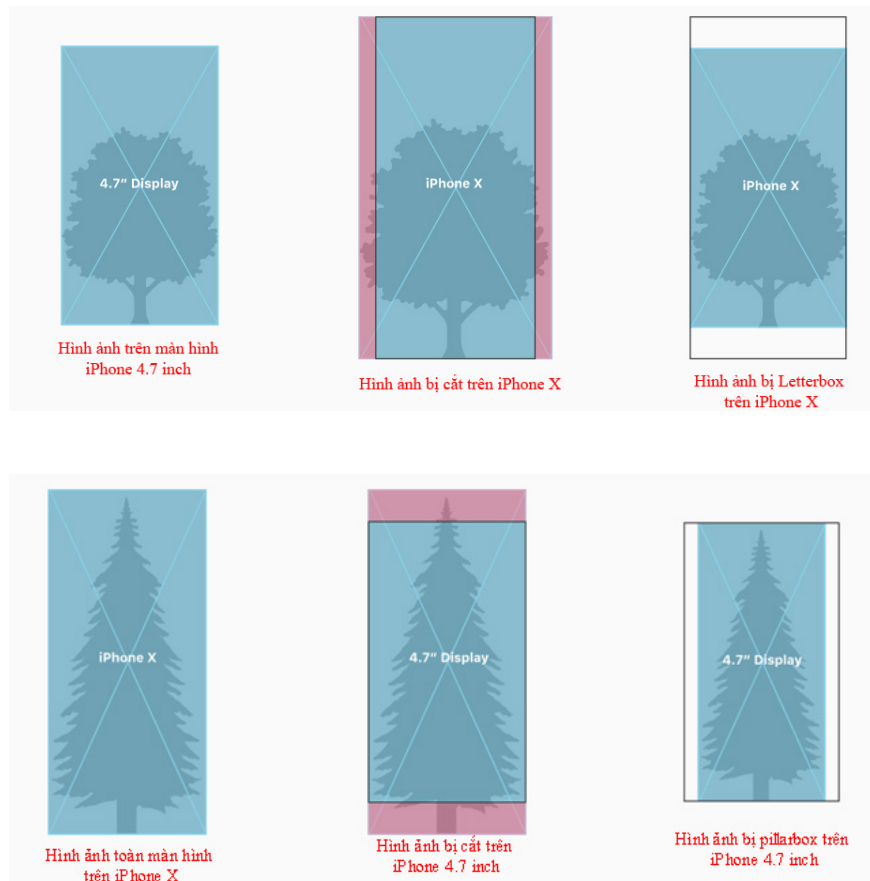 4.7" Display
iPhone X
iPhone X
Hình ảnh trên màn hình
iPhone 4.7 inch
Hình ảnh bị cắt trên iPhone X
Hình ảnh bị Letterbox
trên iPhone X
iPhone X
4.7" Display
4.7" Display
Hình ảnh toàn màn hình
trên iPhone X
Hình ảnh bị cắt trên
iPhone 4.7 inch
Hình ảnh bị pillarbox trên
iPhone 4.7 inch